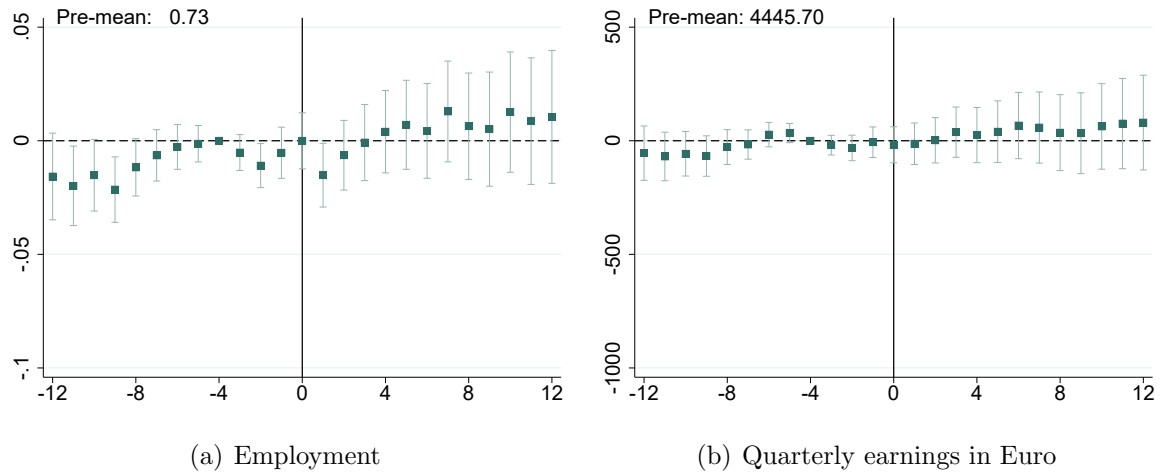 Pre-mean: 0.73
.05
0
-.05
-.1
-12 -8 -4 0 4 8 12
(a) Employment
Pre-mean: 4445.70
500
0
-500
-1000
-12 -8 -4 0 4 8 12
(b) Quarterly earnings in Euro